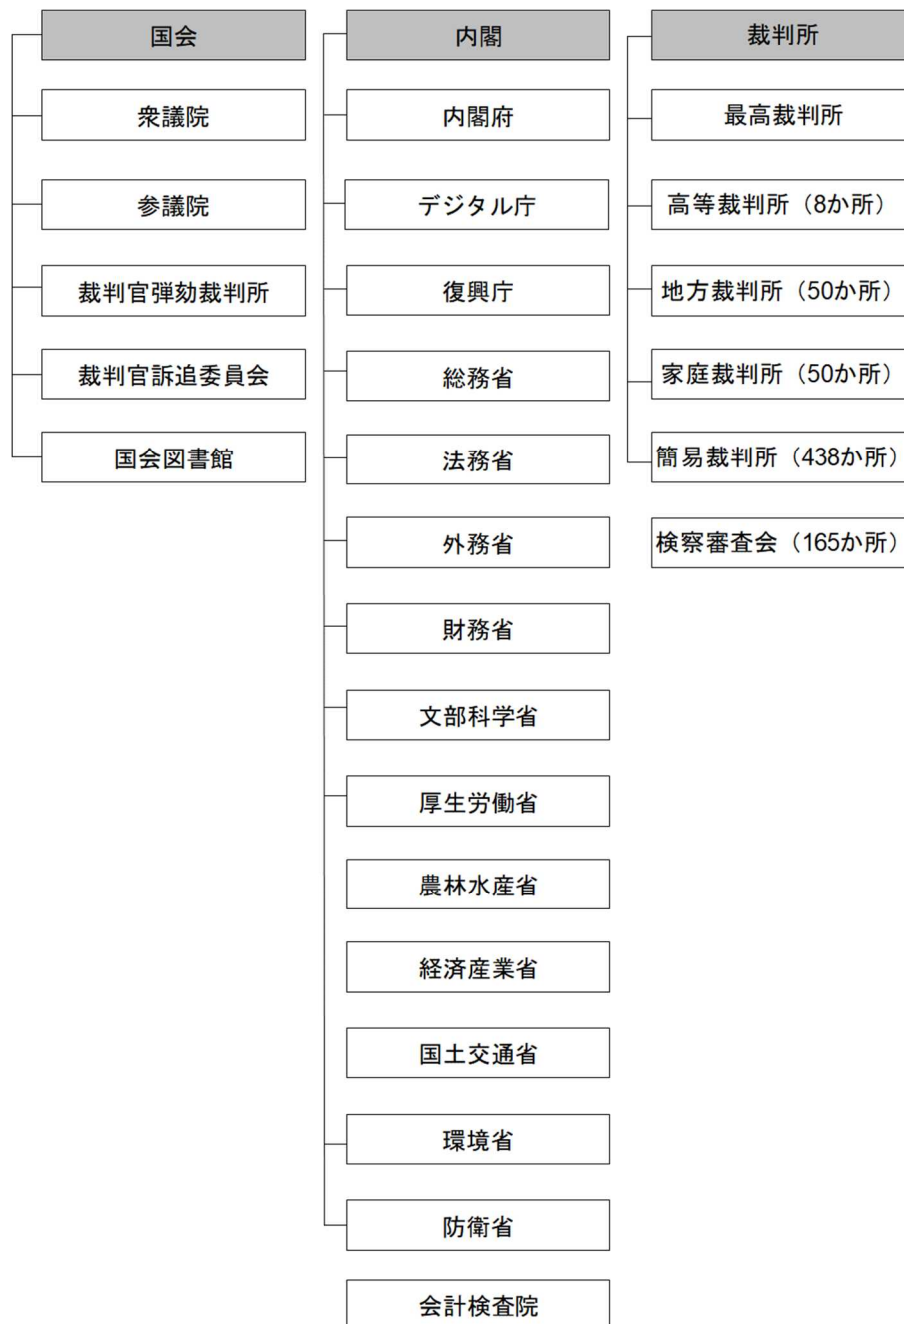 国会
衆議院
参議院
裁判官弾劾裁判所
裁判官訴追委員会
国会図書館
内閣
内閣府
デジタル庁
復興庁
総務省
法務省
外務省
財務省
文部科学省
厚生労働省
農林水産省
経済産業省
国土交通省
環境省
防衛省
会計検査院
裁判所
最高裁判所
高等裁判所（8か所）
地方裁判所（50か所）
家庭裁判所（50か所）
簡易裁判所（438か所）
検察審査会（165か所）